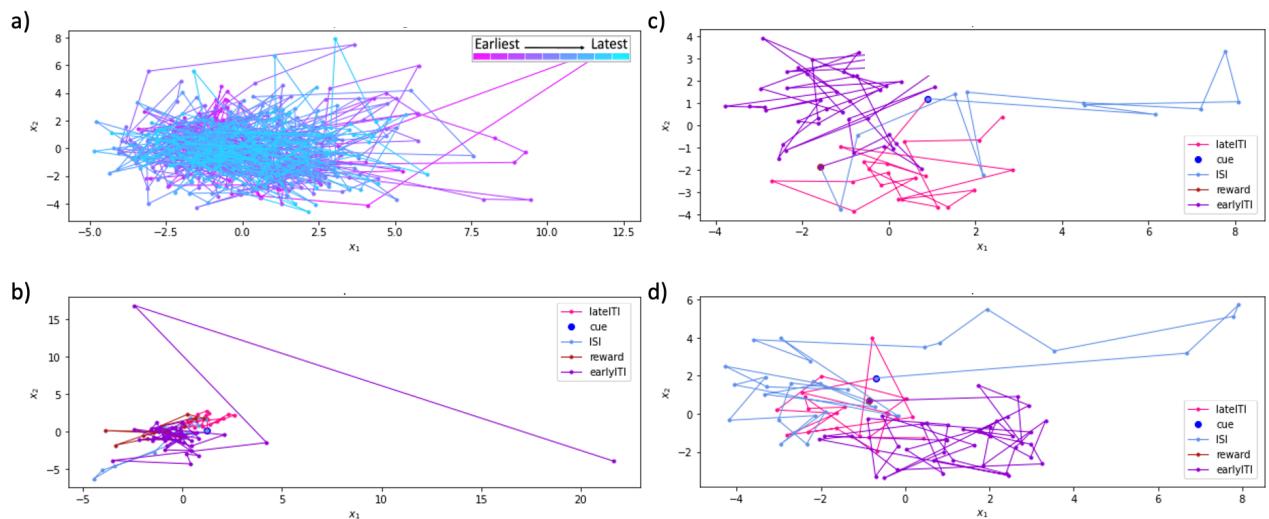 a)
8
6
4
2
0
−2
−4
x2
Earliest Latest
−5.0 −2.5 0.0 2.5 5.0 7.5 10.0 12.5
x1
c)
4
3
2
1
0
−1
−2
−3
−4
x2
lateITI
cue
ISI
reward
earlyITI
−4 −2 0 2 4 6 8
x1
b)
15
10
5
0
−5
x2
lateITI
cue
ISI
reward
earlyITI
−5 0 5 10 15 20
x1
d)
6
4
2
0
−2
x2
lateITI
cue
ISI
reward
earlyITI
−4 −2 0 2 4 6 8
x1